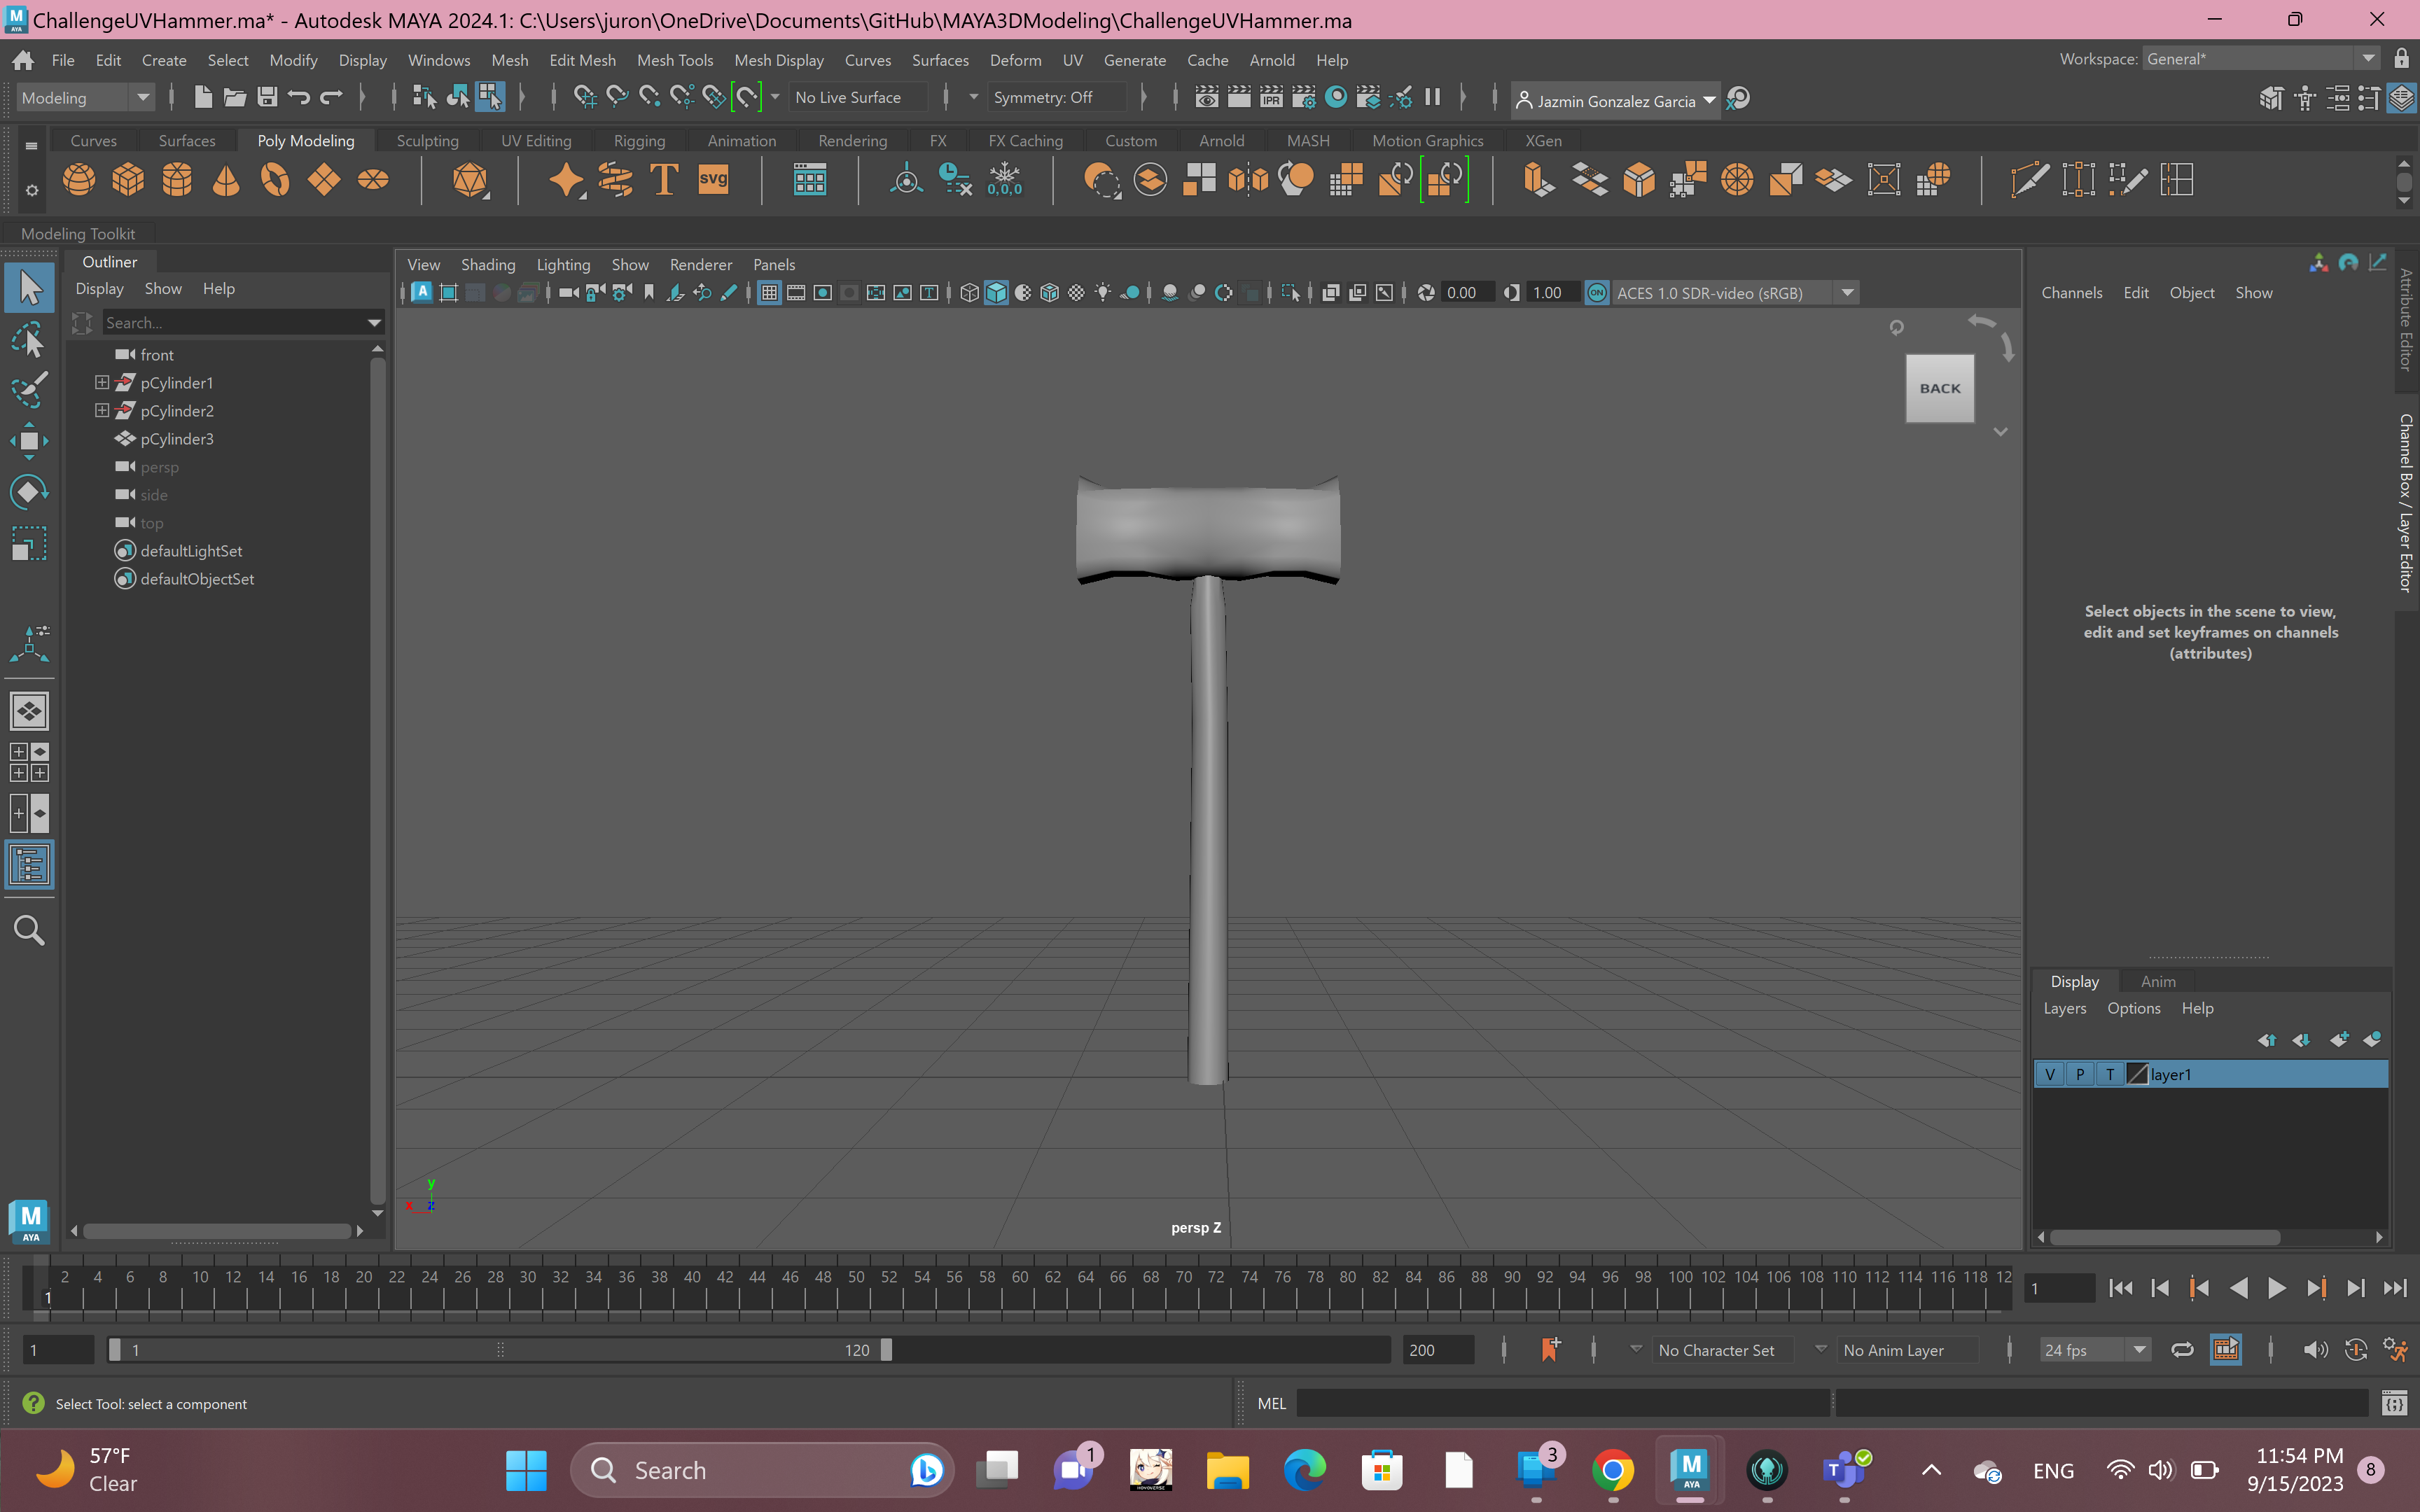 ChallengeUVHammer.ma* - Autodesk MAYA 2024.1: C:\Users\juron\OneDrive\Documents\GitHub\MAYA3DModeling\ChallengeUVHammer.ma
File Edit Create Select Modify Display Windows Mesh Edit Mesh Mesh Tools Mesh Display Curves Surfaces Deform UV Generate Cache Arnold Help
Workspace: General*
Modeling
No Live Surface
Symmetry: Off
IPR
Jazmin Gonzalez Garcia
Curves Surfaces Poly Modeling Sculpting UV Editing Rigging Animation Rendering FX FX Caching Custom Arnold MASH Motion Graphics XGen
T
svg
0,0,0
Modeling Toolkit
Outliner
Display Show Help
Search...
front
pCylinder1
pCylinder2
pCylinder3
persp
side
top
defaultLightSet
defaultObjectSet
View Shading Lighting Show Renderer Panels
0.00
1.00
ON
ACES 1.0 SDR-video (sRGB)
BACK
y
x z
persp Z
Channels Edit Object Show
Attribute Editor
Channel Box / Layer Editor
Select objects in the scene to view,
edit and set keyframes on channels
(attributes)
Display Anim
Layers Options Help
V P T layer1
M
AYA
2 4 6 8 10 12 14 16 18 20 22 24 26 28 30 32 34 36 38 40 42 44 46 48 50 52 54 56 58 60 62 64 66 68 70 72 74 76 78 80 82 84 86 88 90 92 94 96 98 100 102 104 106 108 110 112 114 116 118 12
1
1
1
1
120
200
No Character Set
No Anim Layer
24 fps
Select Tool: select a component
MEL
57°F
Clear
Search
1
3
M
AYA
ENG
11:54 PM
9/15/2023
8